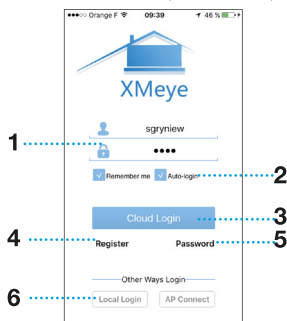 Orange F 09:39 46 %
XMeye
sgryniew
1
Remember me Auto-login
2
Cloud Login
3
4
Register Password
5
Other Ways Login
6
Local Login AP Connect